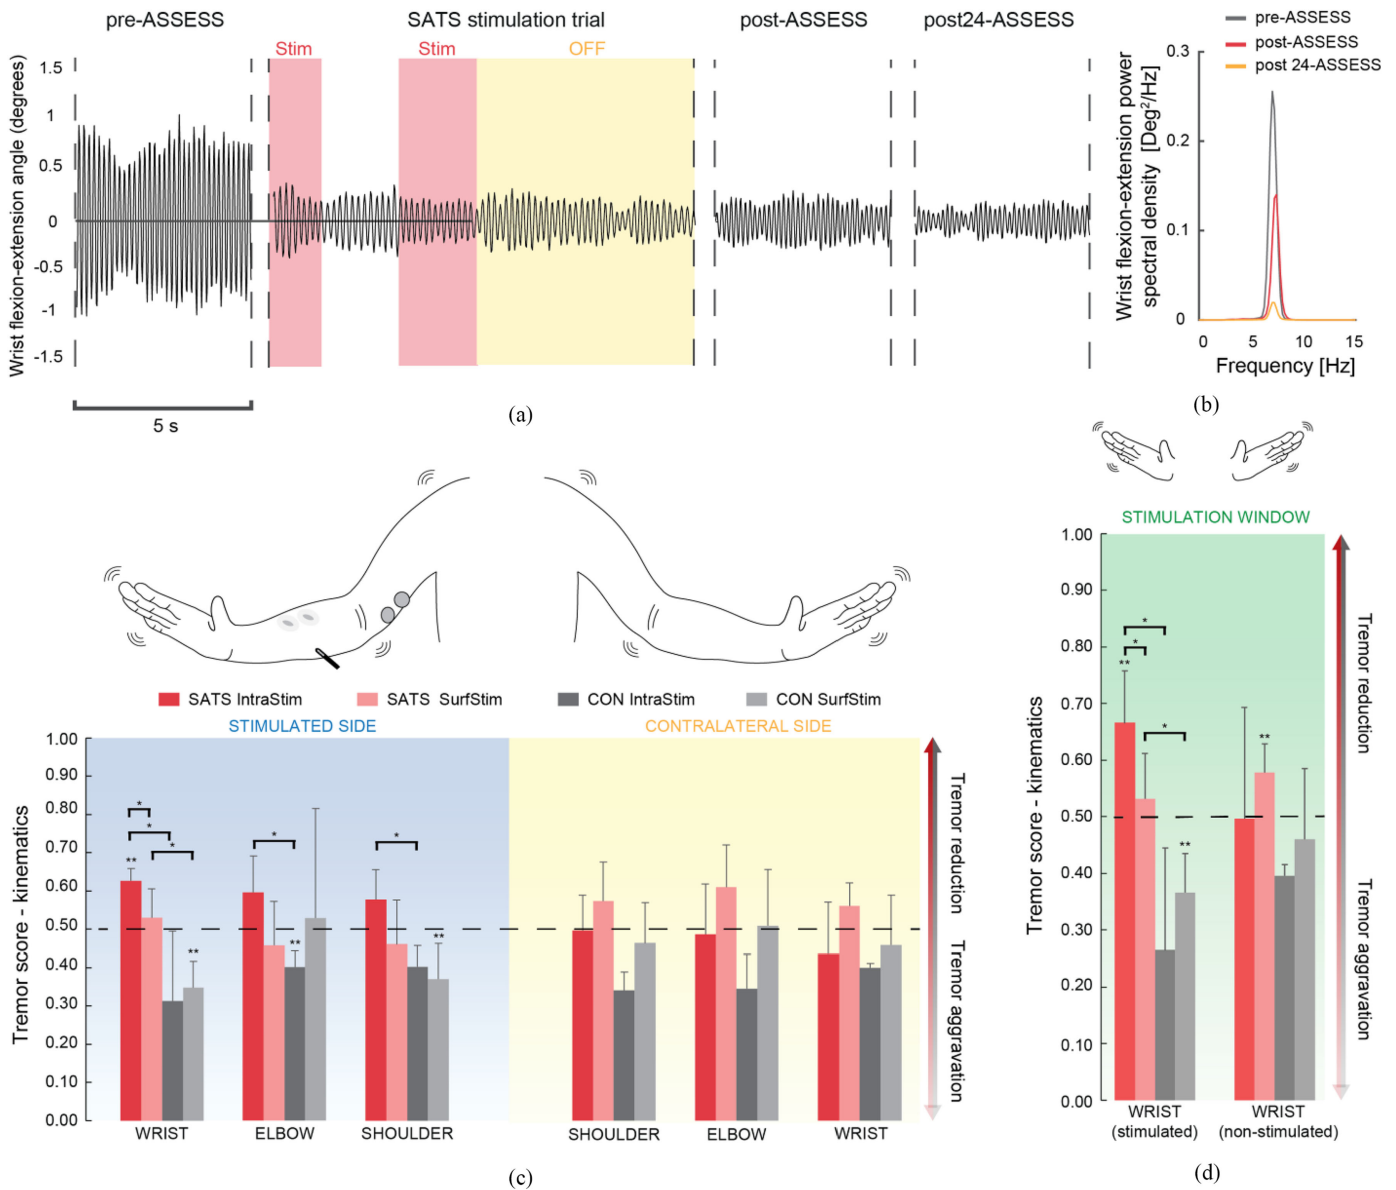 pre-ASSESS
SATS stimulation trial
post-ASSESS
post24-ASSESS
Stim
Stim
OFF
Wrist flexion-extension angle (degrees)
1.5
1
0.5
0
-0.5
-1
-1.5
5 s
(a)
pre-ASSESS
post-ASSESS
post 24-ASSESS
Wrist flexion-extension power
spectral density [Deg²/Hz]
0.3
0.2
0.1
0
0
5
10
15
Frequency [Hz]
(b)
SATS IntraStim
SATS SurfStim
CON IntraStim
CON SurfStim
STIMULATED SIDE
CONTRALATERAL SIDE
Tremor score - kinematics
1.00
0.90
0.80
0.70
0.60
0.50
0.40
0.30
0.20
0.10
0.00
*
*
*
**
**
*
**
*
**
WRIST
ELBOW
SHOULDER
SHOULDER
ELBOW
WRIST
Tremor reduction
Tremor aggravation
(c)
STIMULATION WINDOW
Tremor score - kinematics
1.00
0.90
0.80
0.70
0.60
0.50
0.40
0.30
0.20
0.10
0.00
*
*
**
*
**
**
WRIST
(stimulated)
WRIST
(non-stimulated)
Tremor reduction
Tremor aggravation
(d)